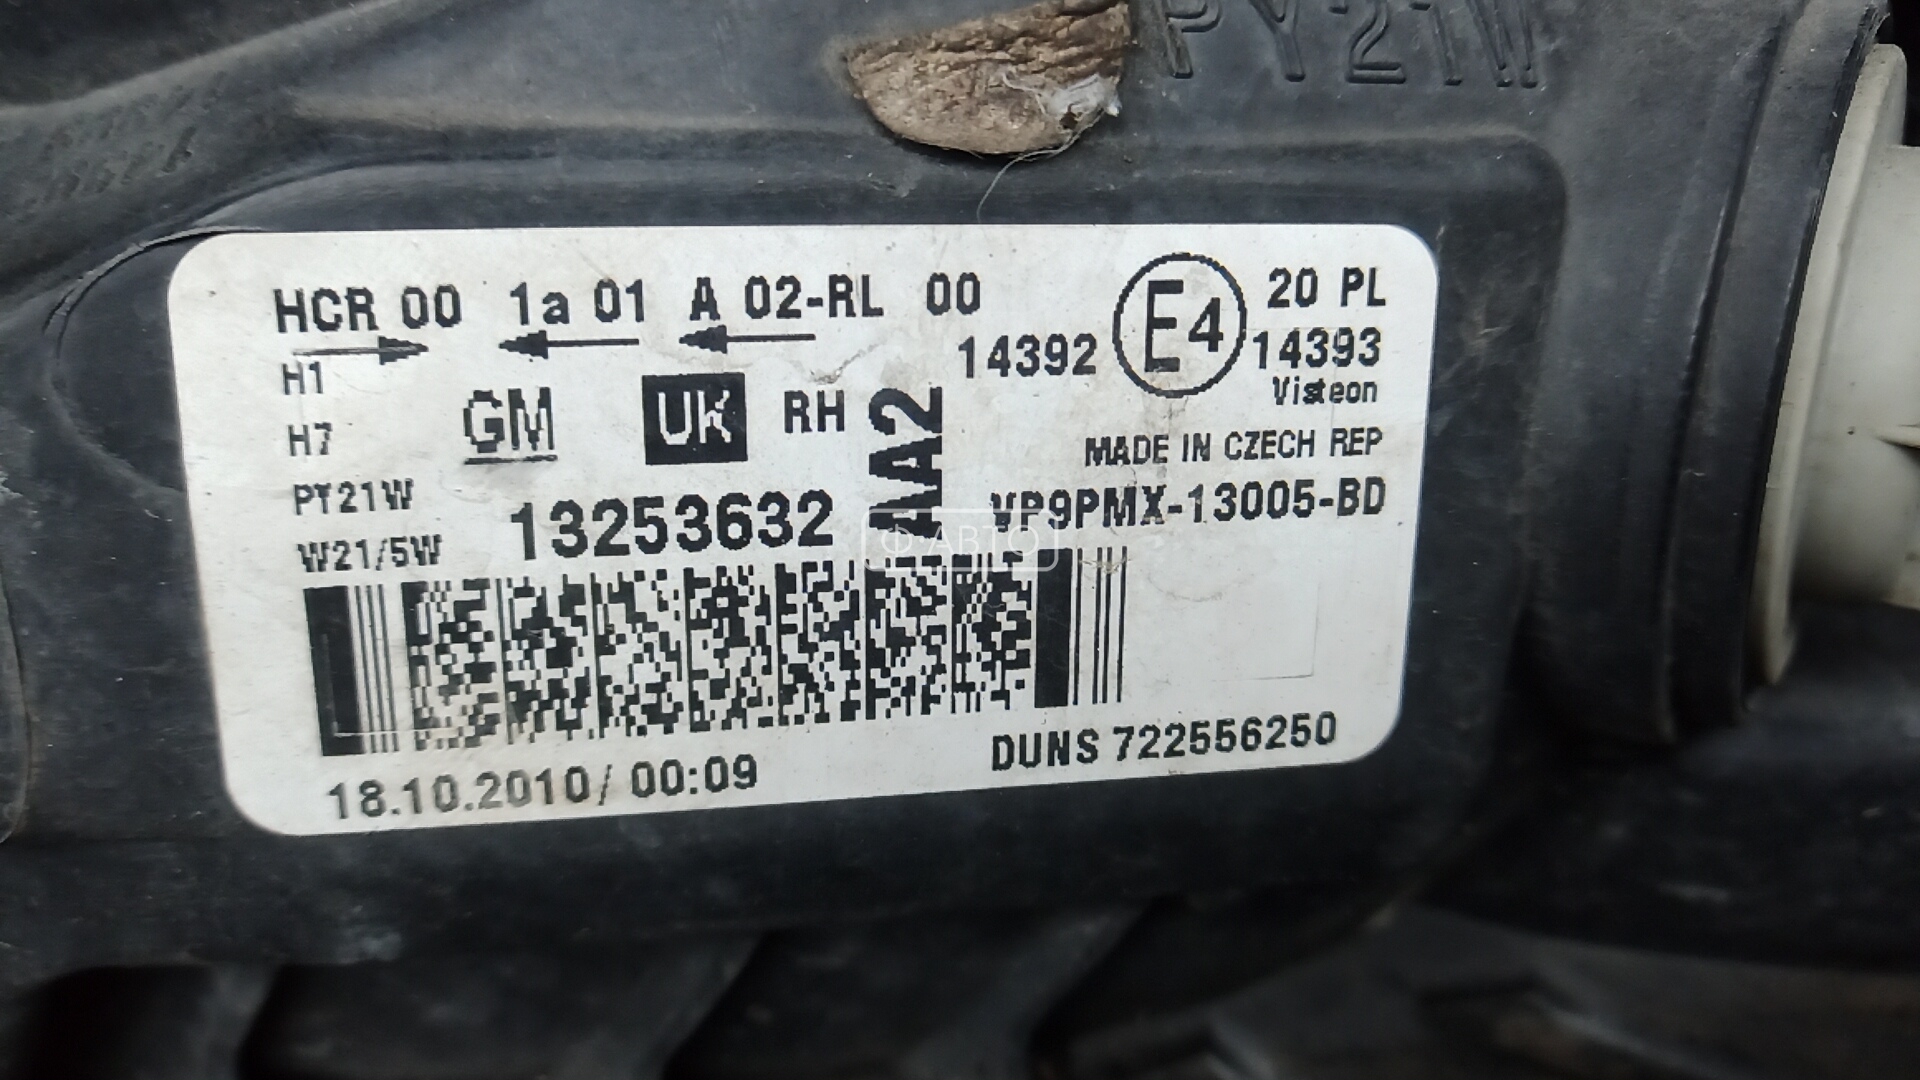 PY21W
HCR 00 1a 01 A 02-RL 00
14392 E4 20 PL
14393
H1
Visteon
GM UK RH AA2
H7
MADE IN CZECH REP
PY21W
13253632
VP9PMX-13005-BD
W21/5W
Ф-АВТО
18.10.2010/ 00:09
DUNS 722556250